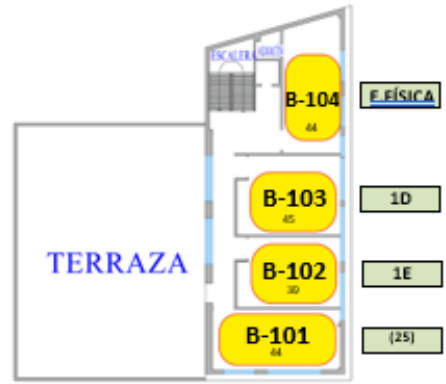 ESCALERA
B-104
44
E.FÍSICA
B-103
45
1D
TERRAZA
B-102
39
1E
B-101
44
(25)